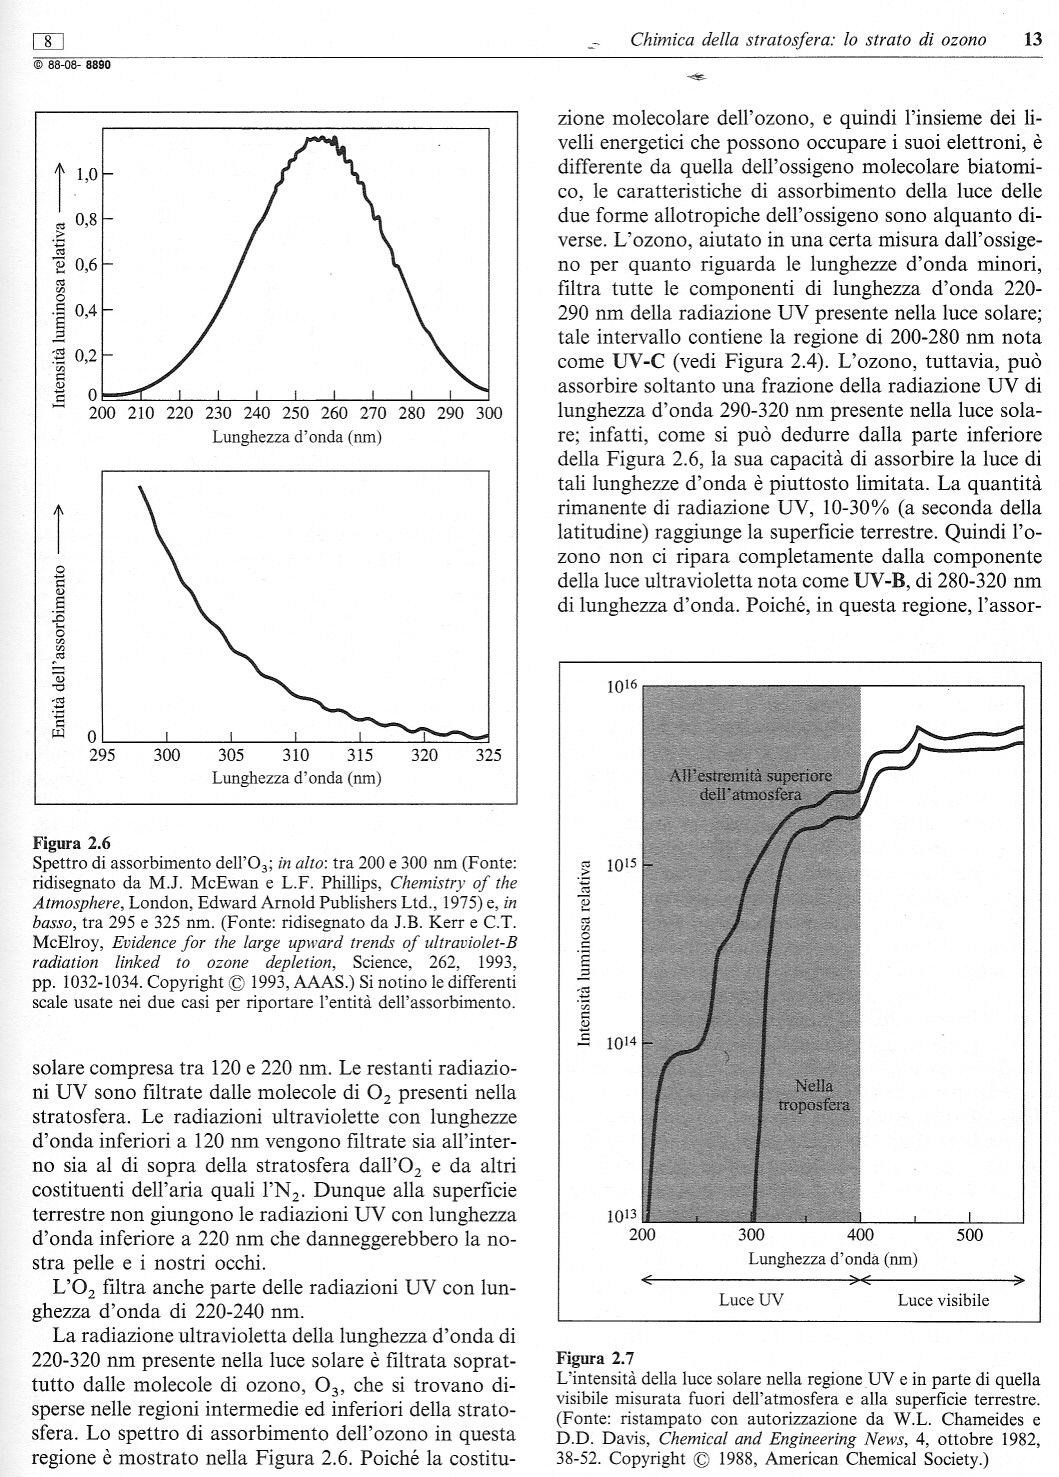 8
Chimica della stratosfera: lo strato di ozono 13
© 88-08- 8890
Intensità luminosa relativa
1,0
0,8
0,6
0,4
0,2
0
200 210 220 230 240 250 260 270 280 290 300
Lunghezza d'onda (nm)
Entità dell'assorbimento
0
295 300 305 310 315 320 325
Lunghezza d'onda (nm)
Figura 2.6
Spettro di assorbimento dell'O3; in alto: tra 200 e 300 nm (Fonte:
ridisegnato da M.J. McEwan e L.F. Phillips, Chemistry of the
Atmosphere, London, Edward Arnold Publishers Ltd., 1975) e, in
basso, tra 295 e 325 nm. (Fonte: ridisegnato da J.B. Kerr e C.T.
McElroy, Evidence for the large upward trends of ultraviolet-B
radiation linked to ozone depletion, Science, 262, 1993,
pp. 1032-1034. Copyright © 1993, AAAS.) Si notino le differenti
scale usate nei due casi per riportare l'entità dell'assorbimento.
solare compresa tra 120 e 220 nm. Le restanti radiazio-
ni UV sono filtrate dalle molecole di O2 presenti nella
stratosfera. Le radiazioni ultraviolette con lunghezze
d'onda inferiori a 120 nm vengono filtrate sia all'inter-
no sia al di sopra della stratosfera dall'O2 e da altri
costituenti dell'aria quali l'N2. Dunque alla superficie
terrestre non giungono le radiazioni UV con lunghezza
d'onda inferiore a 220 nm che danneggerebbero la no-
stra pelle e i nostri occhi.
L'O2 filtra anche parte delle radiazioni UV con lun-
ghezza d'onda di 220-240 nm.
La radiazione ultravioletta della lunghezza d'onda di
220-320 nm presente nella luce solare è filtrata soprat-
tutto dalle molecole di ozono, O3, che si trovano di-
sperse nelle regioni intermedie ed inferiori della strato-
sfera. Lo spettro di assorbimento dell'ozono in questa
regione è mostrato nella Figura 2.6. Poiché la costitu-
zione molecolare dell'ozono, e quindi l'insieme dei li-
velli energetici che possono occupare i suoi elettroni, è
differente da quella dell'ossigeno molecolare biatomi-
co, le caratteristiche di assorbimento della luce delle
due forme allotropiche dell'ossigeno sono alquanto di-
verse. L'ozono, aiutato in una certa misura dall'ossige-
no per quanto riguarda le lunghezze d'onda minori,
filtra tutte le componenti di lunghezza d'onda 220-
290 nm della radiazione UV presente nella luce solare;
tale intervallo contiene la regione di 200-280 nm nota
come UV-C (vedi Figura 2.4). L'ozono, tuttavia, può
assorbire soltanto una frazione della radiazione UV di
lunghezza d'onda 290-320 nm presente nella luce sola-
re; infatti, come si può dedurre dalla parte inferiore
della Figura 2.6, la sua capacità di assorbire la luce di
tali lunghezze d'onda è piuttosto limitata. La quantità
rimanente di radiazione UV, 10-30% (a seconda della
latitudine) raggiunge la superficie terrestre. Quindi l'o-
zono non ci ripara completamente dalla componente
della luce ultravioletta nota come UV-B, di 280-320 nm
di lunghezza d'onda. Poiché, in questa regione, l'assor-
Intensità luminosa relativa
10^16
10^15
10^14
10^13
All'estremità superiore
dell'atmosfera
Nella
troposfera
200 300 400 500
Lunghezza d'onda (nm)
Luce UV Luce visibile
Figura 2.7
L'intensità della luce solare nella regione UV e in parte di quella
visibile misurata fuori dell'atmosfera e alla superficie terrestre.
(Fonte: ristampato con autorizzazione da W.L. Chameides e
D.D. Davis, Chemical and Engineering News, 4, ottobre 1982,
38-52. Copyright © 1988, American Chemical Society.)